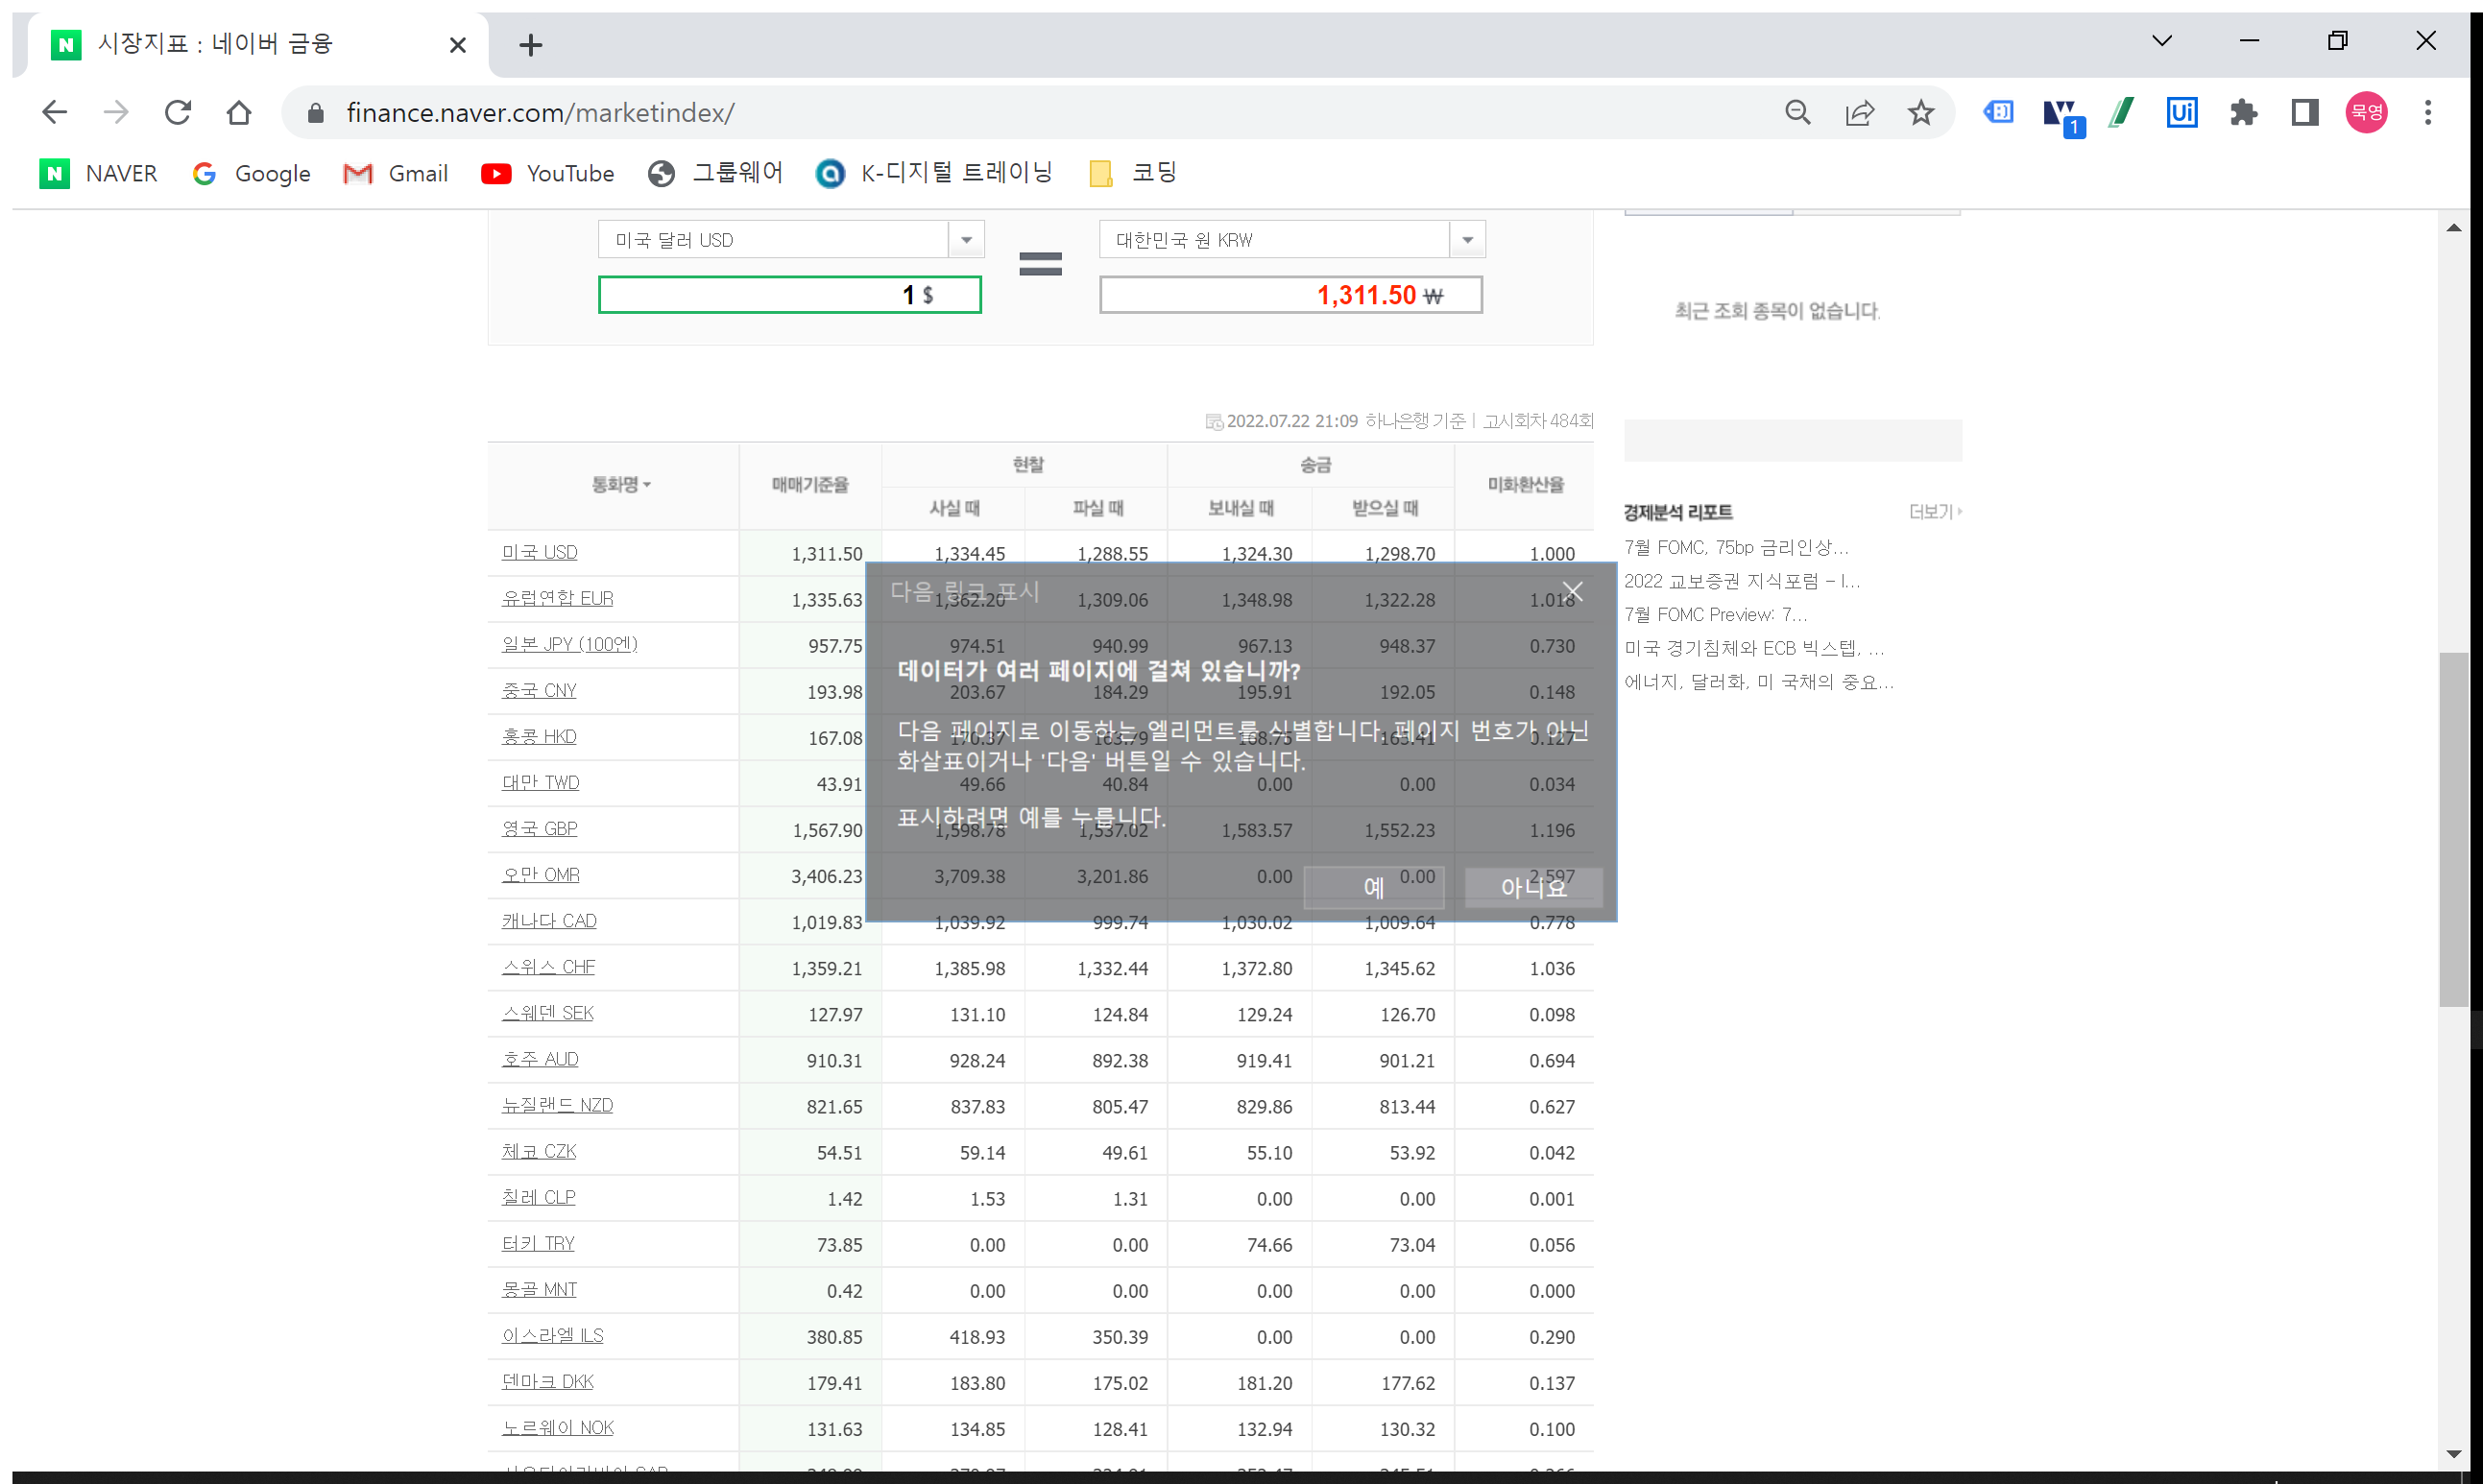 시장지표 : 네이버 금융
finance.naver.com/marketindex/
1
Ui
묵영
NAVER Google Gmail YouTube 그룹웨어 K-디지털 트레이닝 코딩
미국 달러 USD 대한민국 원 KRW
1 $ = 1,311.50 ₩
최근 조회 종목이 없습니다.
2022.07.22 21:09 하나은행 기준 | 고시회차 484회
통화명 매매기준율 현찰 송금 미화환산율
사실 때 파실 때 보내실 때 받으실 때
경제분석 리포트 더보기
7월 FOMC, 75bp 금리인상...
2022 교보증권 지식포럼 - I...
7월 FOMC Preview: 7...
미국 경기침체와 ECB 빅스텝, ...
에너지, 달러화, 미 국채의 중요...
미국 USD 1,311.50 1,334.45 1,288.55 1,324.30 1,298.70 1.000
유럽연합 EUR 1,335.63 1,362.20 1,309.06 1,348.98 1,322.28 1.018
일본 JPY (100엔) 957.75 974.51 940.99 967.13 948.37 0.730
중국 CNY 193.98 203.67 184.29 195.91 192.05 0.148
홍콩 HKD 167.08 170.37 163.79 168.75 165.41 0.127
대만 TWD 43.91 49.66 40.84 0.00 0.00 0.034
영국 GBP 1,567.90 1,598.78 1,537.02 1,583.57 1,552.23 1.196
오만 OMR 3,406.23 3,709.38 3,201.86 0.00 0.00 2.597
캐나다 CAD 1,019.83 1,039.92 999.74 1,030.02 1,009.64 0.778
스위스 CHF 1,359.21 1,385.98 1,332.44 1,372.80 1,345.62 1.036
스웨덴 SEK 127.97 131.10 124.84 129.24 126.70 0.098
호주 AUD 910.31 928.24 892.38 919.41 901.21 0.694
뉴질랜드 NZD 821.65 837.83 805.47 829.86 813.44 0.627
체코 CZK 54.51 59.14 49.61 55.10 53.92 0.042
칠레 CLP 1.42 1.53 1.31 0.00 0.00 0.001
터키 TRY 73.85 0.00 0.00 74.66 73.04 0.056
몽골 MNT 0.42 0.00 0.00 0.00 0.00 0.000
이스라엘 ILS 380.85 418.93 350.39 0.00 0.00 0.290
덴마크 DKK 179.41 183.80 175.02 181.20 177.62 0.137
노르웨이 NOK 131.63 134.85 128.41 132.94 130.32 0.100
다음 링크 표시
데이터가 여러 페이지에 걸쳐 있습니까?
다음 페이지로 이동하는 엘리먼트를 식별합니다. 페이지 번호가 아닌
화살표이거나 '다음' 버튼일 수 있습니다.
표시하려면 예를 누릅니다.
예 아니요